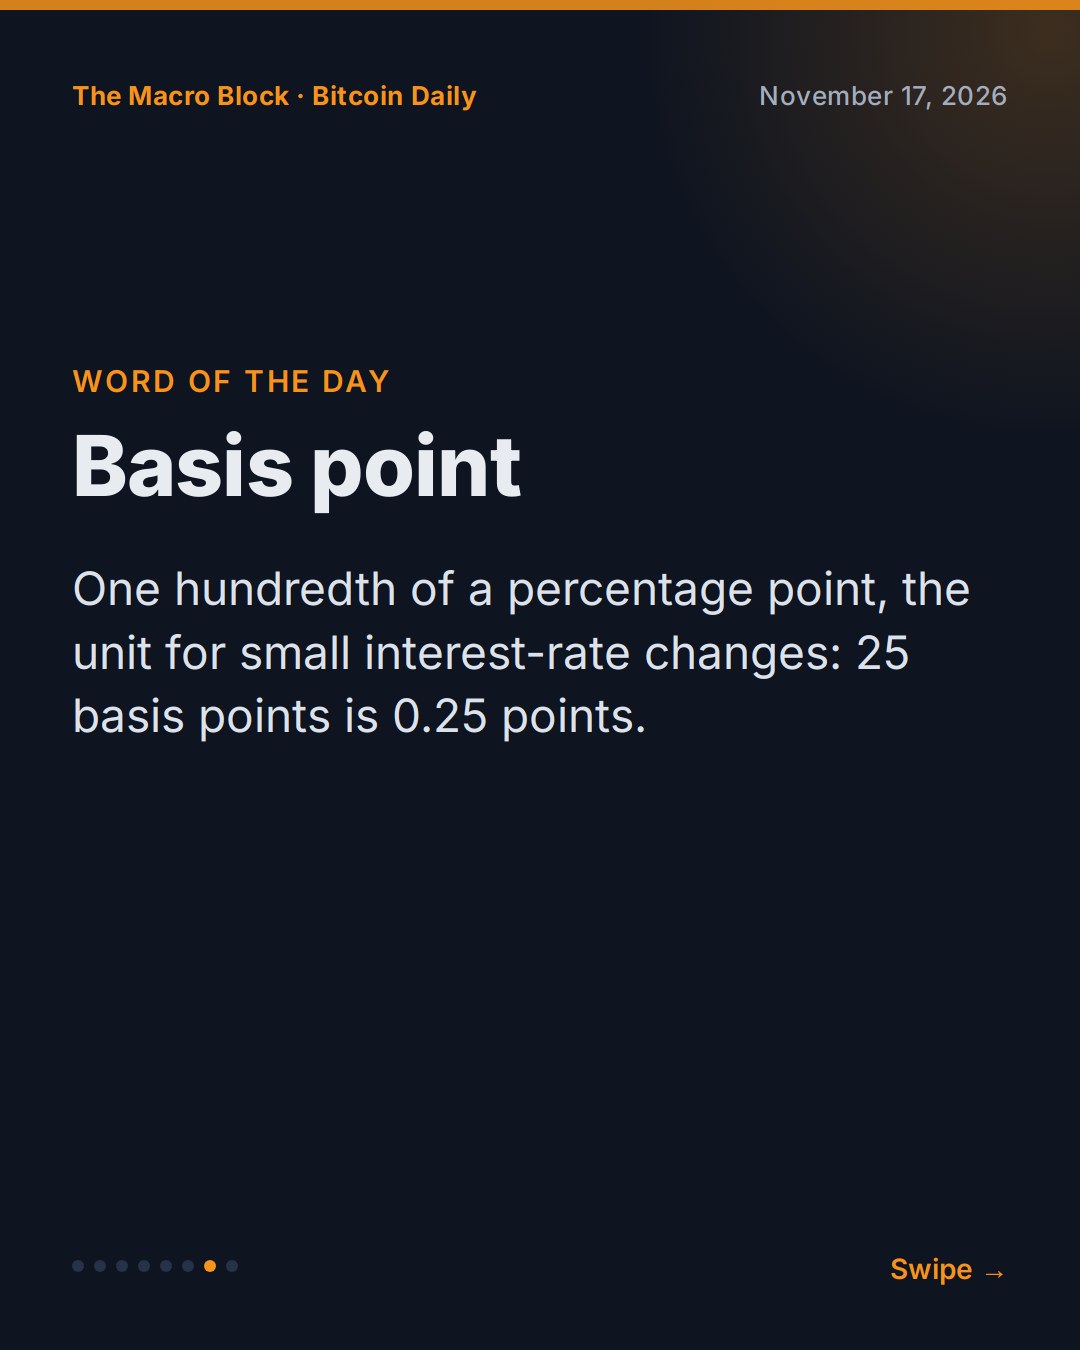 The Macro Block · Bitcoin Daily
November 17, 2026
WORD OF THE DAY
Basis point
One hundredth of a percentage point, the
unit for small interest-rate changes: 25
basis points is 0.25 points.
Swipe →